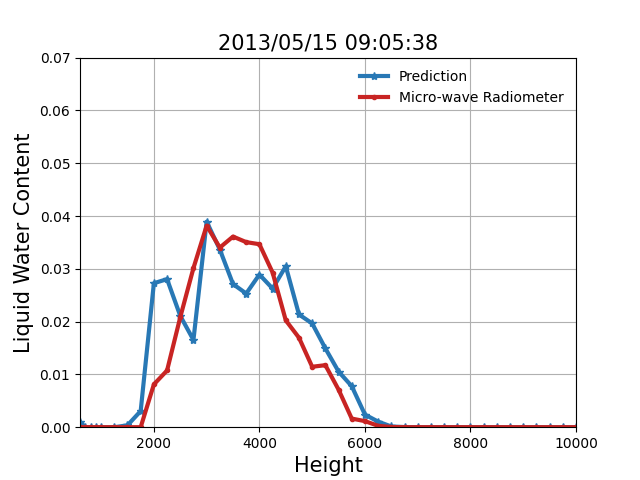 2013/05/15 09:05:38
0.07
0.06
0.05
0.04
0.03
0.02
0.01
0.00
Liquid Water Content
Prediction
Micro-wave Radiometer
2000 4000 6000 8000 10000
Height